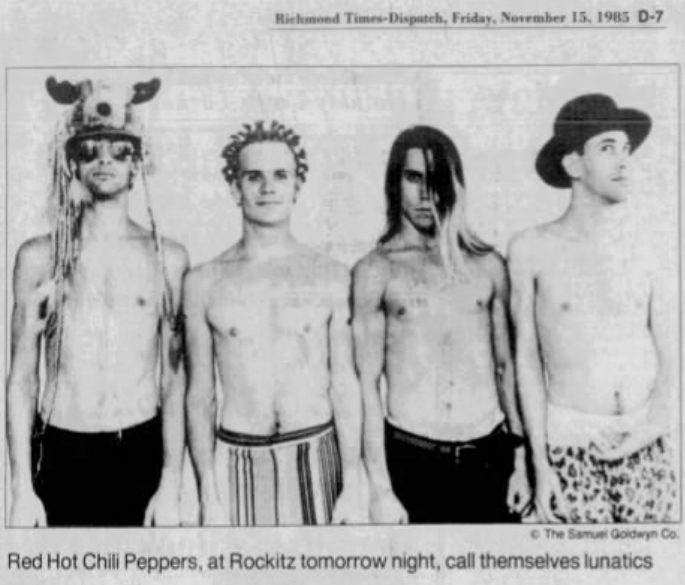 Richmond Times-Dispatch, Friday, November 15, 1985 D-7
© The Samuel Goldwyn Co.
Red Hot Chili Peppers, at Rockitz tomorrow night, call themselves lunatics